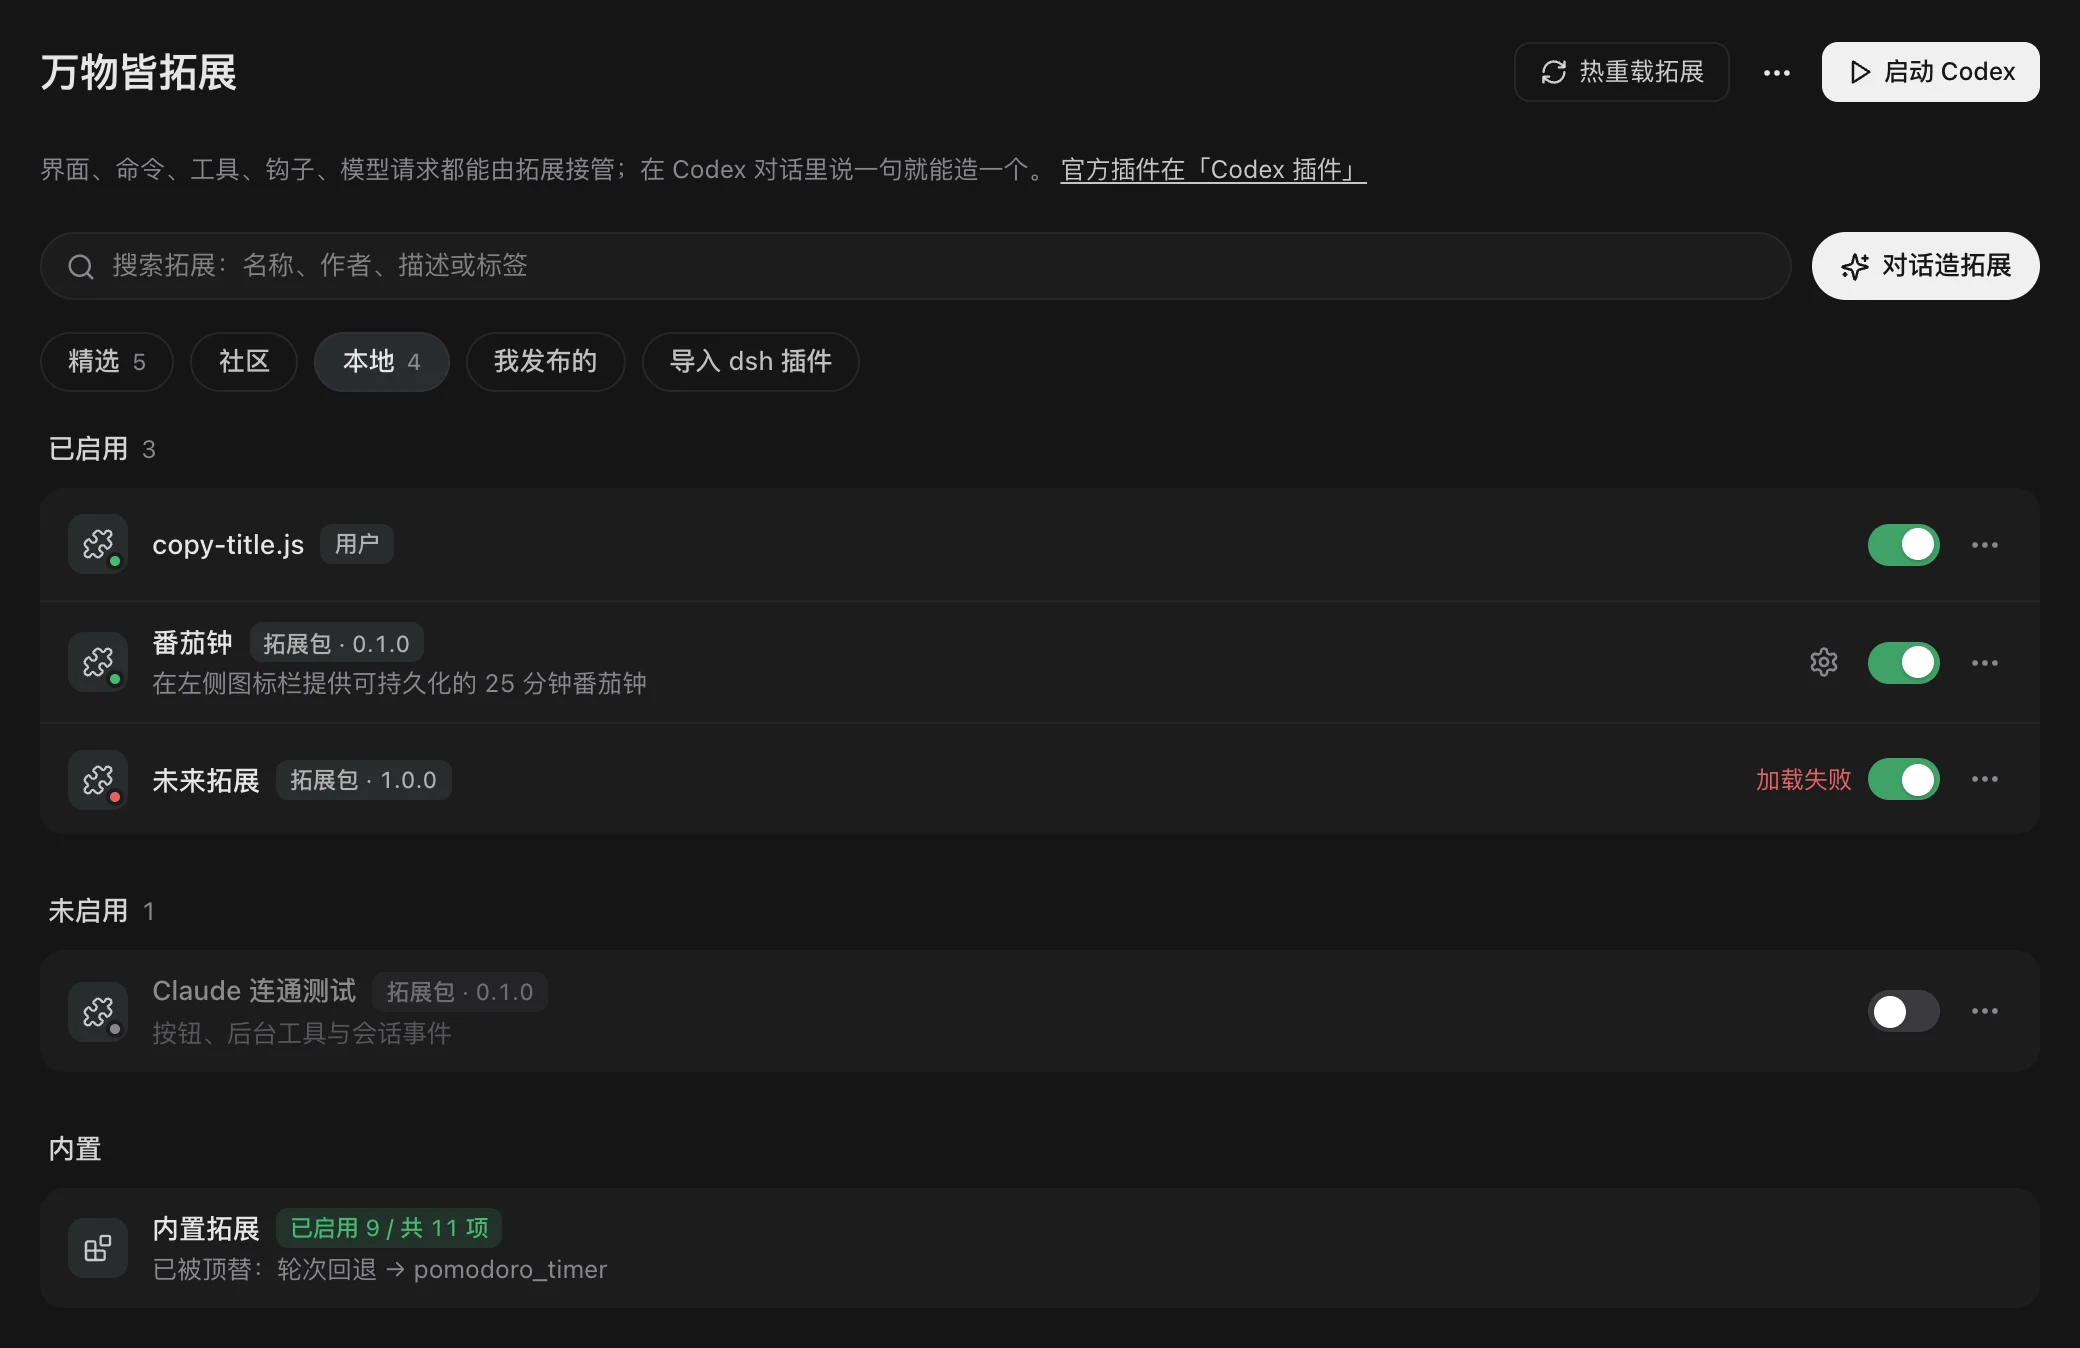 万物皆拓展
热重载拓展
启动 Codex
界面、命令、工具、钩子、模型请求都能由拓展接管；在 Codex 对话里说一句就能造一个。 官方插件在「Codex 插件」
搜索拓展：名称、作者、描述或标签
对话造拓展
精选 5
社区
本地 4
我发布的
导入 dsh 插件
已启用 3
copy-title.js 用户
番茄钟 拓展包 · 0.1.0
在左侧图标栏提供可持久化的 25 分钟番茄钟
未来拓展 拓展包 · 1.0.0
加载失败
未启用 1
Claude 连通测试 拓展包 · 0.1.0
按钮、后台工具与会话事件
内置
内置拓展 已启用 9 / 共 11 项
已被顶替：轮次回退 → pomodoro_timer